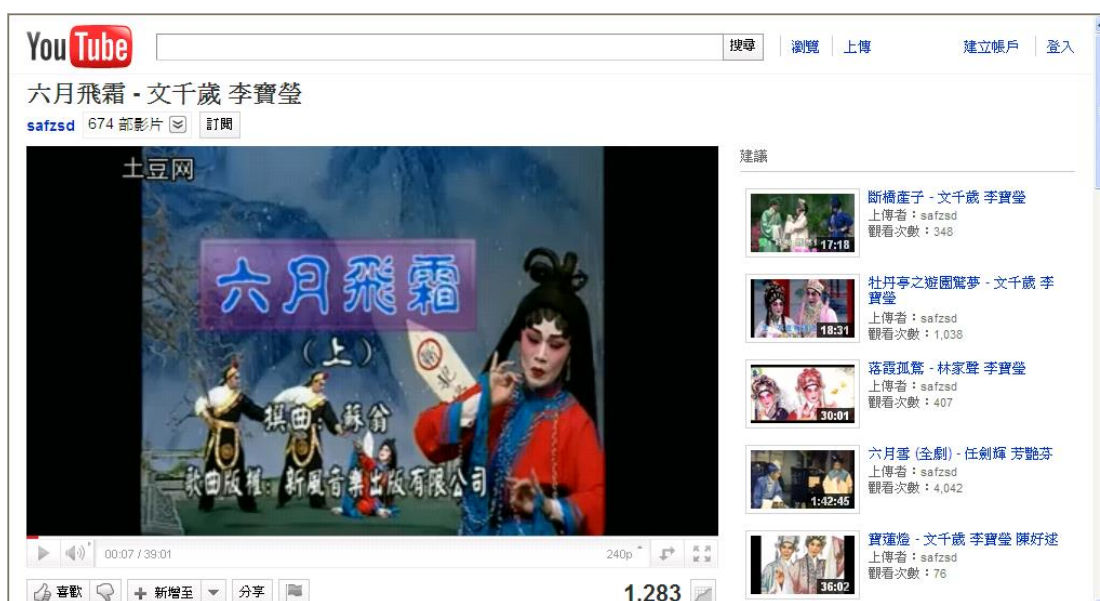 YouTube
搜尋
瀏覽
上傳
建立帳戶
登入
六月飛霜 - 文千歲 李寶瑩
safzsd 674 部影片
訂閱
土豆网
六月飛霜
（上）
撰曲：蘇翁
歌曲版權：新風音樂出版有限公司
00:07 / 39:01
240p
喜歡
新增至
分享
1,283
建議
17:18
斷橋產子 - 文千歲 李寶瑩
上傳者：safzsd
觀看次數：348
18:31
牡丹亭之遊園驚夢 - 文千歲 李
寶瑩
上傳者：safzsd
觀看次數：1,038
30:01
落霞孤鶩 - 林家聲 李寶瑩
上傳者：safzsd
觀看次數：407
1:42:45
六月雪 (全劇) - 任劍輝 芳艷芬
上傳者：safzsd
觀看次數：4,042
36:02
寶蓮燈 - 文千歲 李寶瑩 陳好逑
上傳者：safzsd
觀看次數：76